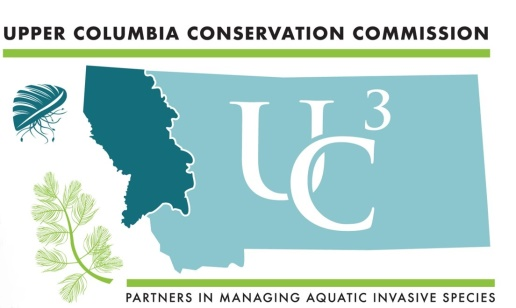 UPPER COLUMBIA CONSERVATION COMMISSION
UC3
PARTNERS IN MANAGING AQUATIC INVASIVE SPECIES